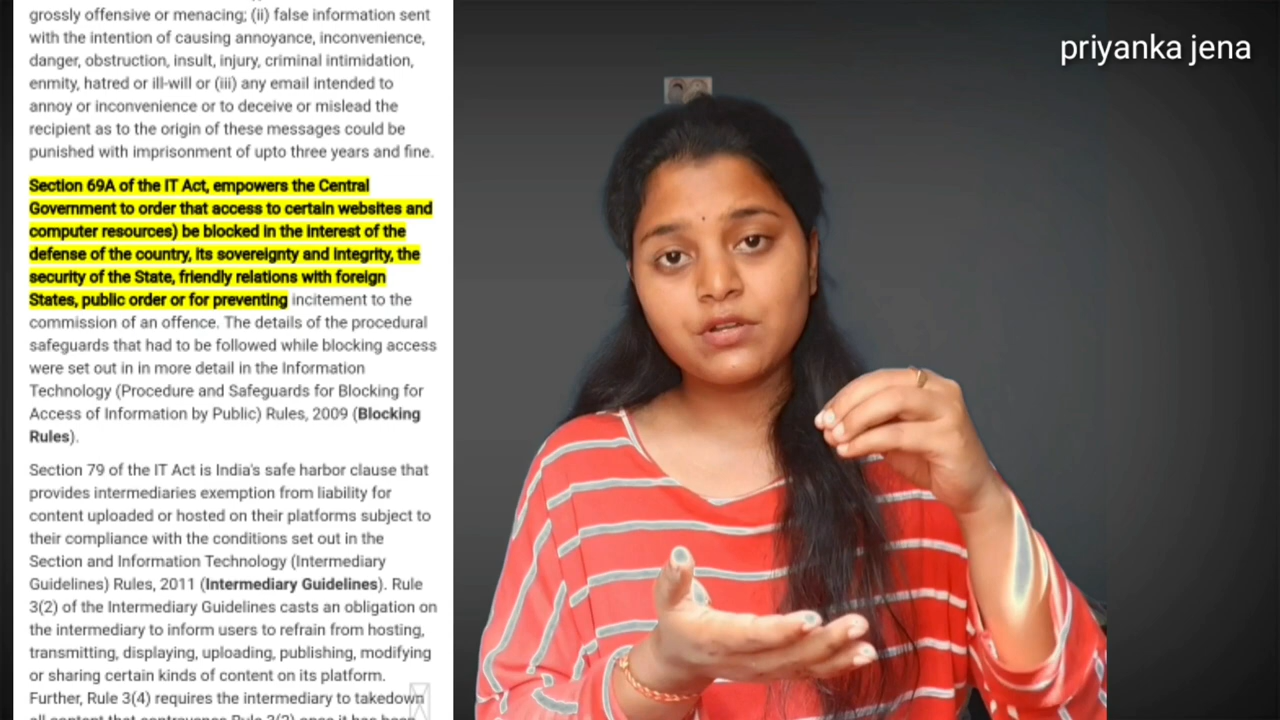 grossly offensive or menacing; (ii) false information sent
with the intention of causing annoyance, inconvenience,
danger, obstruction, insult, injury, criminal intimidation,
enmity, hatred or ill-will or (iii) any email intended to
annoy or inconvenience or to deceive or mislead the
recipient as to the origin of these messages could be
punished with imprisonment of upto three years and fine.
Section 69A of the IT Act, empowers the Central
Government to order that access to certain websites and
computer resources) be blocked in the interest of the
defense of the country, its sovereignty and integrity, the
security of the State, friendly relations with foreign
States, public order or for preventing incitement to the
commission of an offence. The details of the procedural
safeguards that had to be followed while blocking access
were set out in in more detail in the Information
Technology (Procedure and Safeguards for Blocking for
Access of Information by Public) Rules, 2009 (Blocking
Rules).
Section 79 of the IT Act is India's safe harbor clause that
provides intermediaries exemption from liability for
content uploaded or hosted on their platforms subject to
their compliance with the conditions set out in the
Section and Information Technology (Intermediary
Guidelines) Rules, 2011 (Intermediary Guidelines). Rule
3(2) of the Intermediary Guidelines casts an obligation on
the intermediary to inform users to refrain from hosting,
transmitting, displaying, uploading, publishing, modifying
or sharing certain kinds of content on its platform.
Further, Rule 3(4) requires the intermediary to takedown
all content that contravenes Rule 3(2) once it has been
priyanka jena